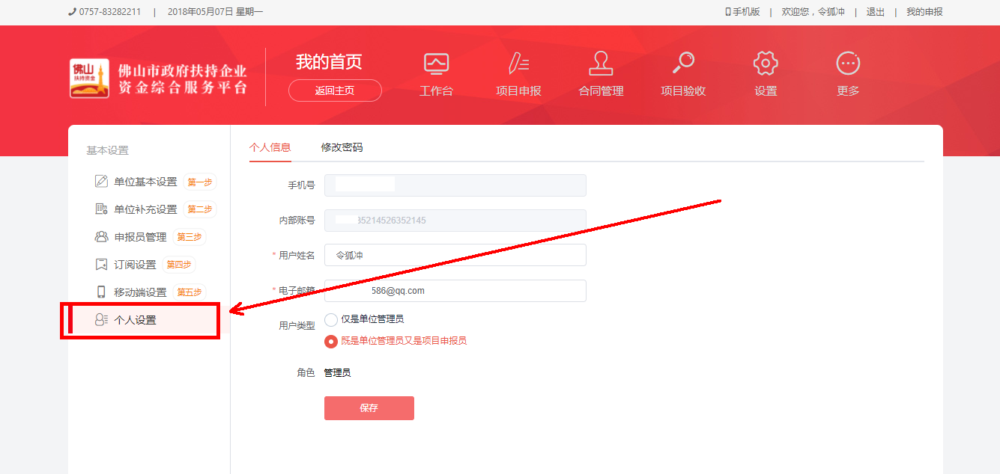 0757-83282211 | 2018年05月07日 星期一
手机版 | 欢迎您，令狐冲 | 退出 | 我的申报
佛山
扶持资金
佛山市政府扶持企业
资金综合服务平台
我的首页
返回主页
工作台
项目申报
合同管理
项目验收
设置
更多
基本设置
单位基本设置 第一步
单位补充设置 第二步
申报员管理 第三步
订阅设置 第四步
移动端设置 第五步
个人设置
个人信息 修改密码
手机号
内部账号 35214526352145
* 用户姓名 令狐冲
* 电子邮箱 586@qq.com
用户类型 仅是单位管理员
既是单位管理员又是项目申报员
角色 管理员
保存